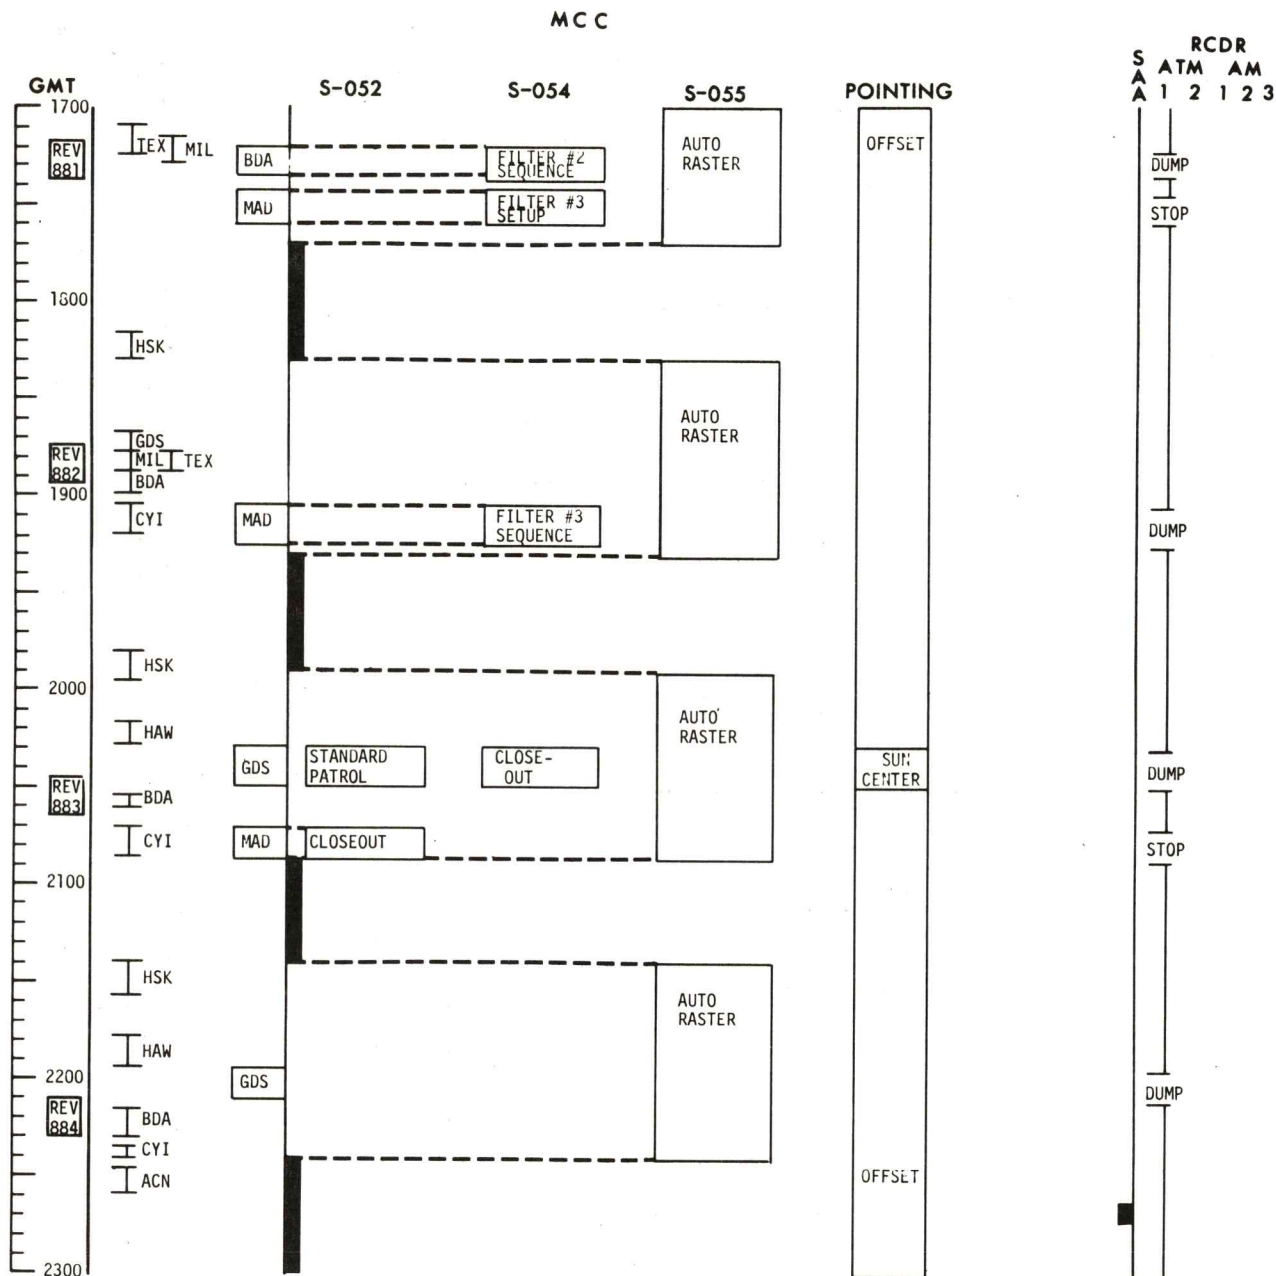 MCC
RCDR
S ATM AM
A
A 1 2 1 2 3
GMT S-052 S-054 S-055 POINTING
1700
TEX MIL
REV
881
BDA
FILTER #2
SEQUENCE
AUTO
RASTER
OFFSET
DUMP
MAD
FILTER #3
SETUP
STOP
1800
HSK
AUTO
RASTER
GDS
REV
882
MIL TEX
BDA
1900
CYI
MAD
FILTER #3
SEQUENCE
DUMP
HSK
2000
HAW
AUTO
RASTER
GDS
STANDARD
PATROL
CLOSE-
OUT
SUN
CENTER
DUMP
REV
883
BDA
CYI
MAD
CLOSEOUT
STOP
2100
HSK
AUTO
RASTER
HAW
2200
GDS
DUMP
REV
884
BDA
CYI
ACN
OFFSET
2300